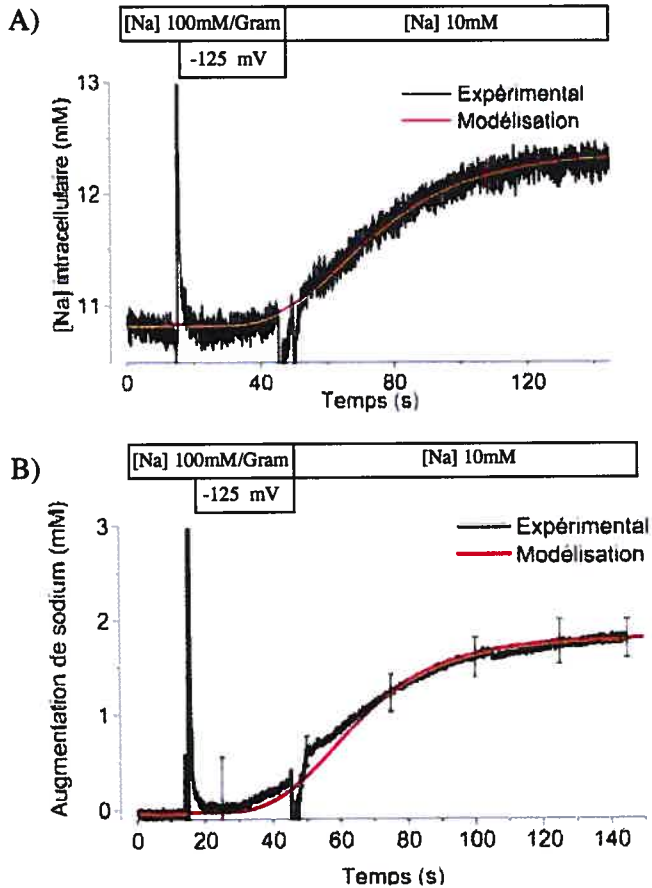 A)
[Na] 100mM/Gram
[Na] 10mM
-125 mV
[Na] intracellulaire (mM)
13
12
11
Expérimental
Modélisation
0
40
80
120
Temps (s)
B)
[Na] 100mM/Gram
[Na] 10mM
-125 mV
Augmentation de sodium (mM)
3
2
1
0
Expérimental
Modélisation
0
20
40
60
80
100
120
140
Temps (s)